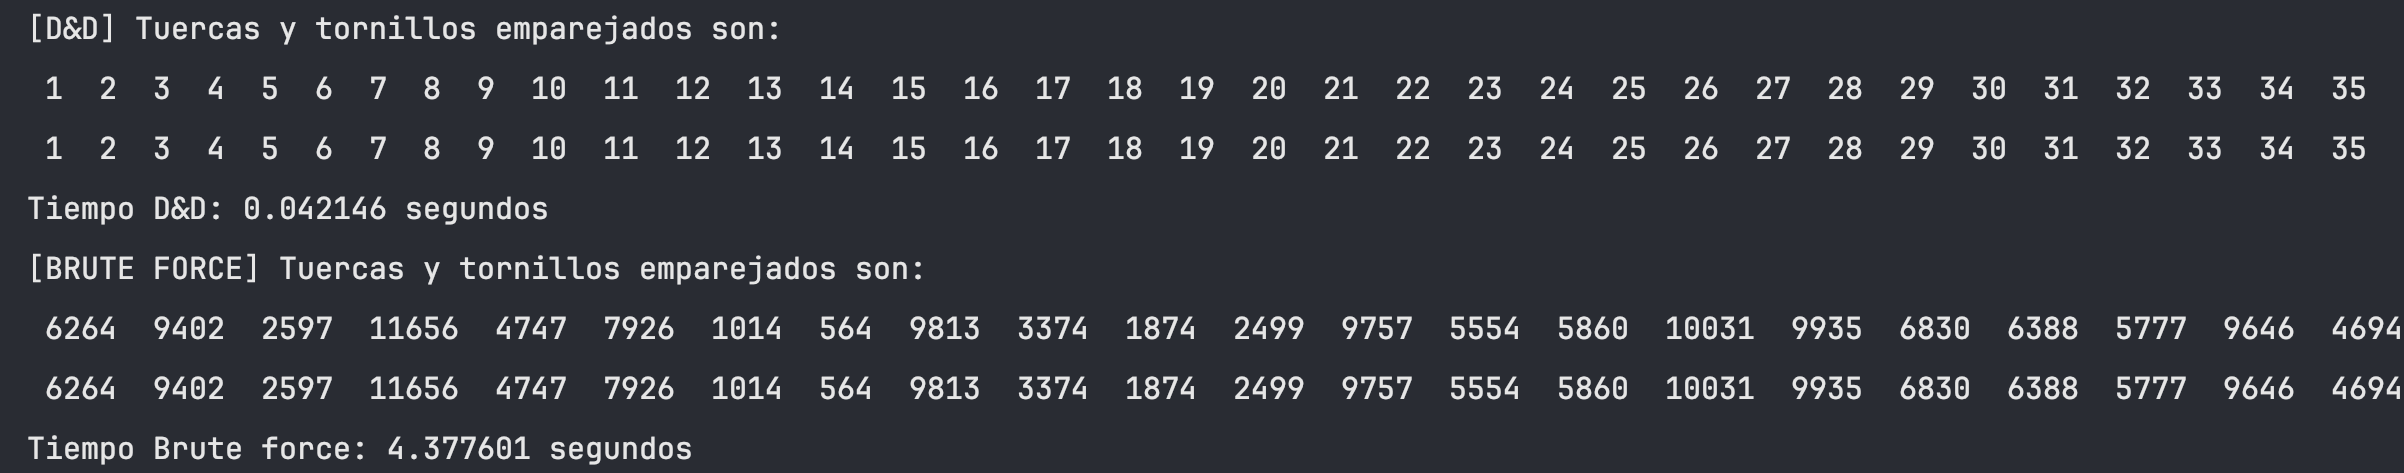 [D&D] Tuercas y tornillos emparejados son:
1 2 3 4 5 6 7 8 9 10 11 12 13 14 15 16 17 18 19 20 21 22 23 24 25 26 27 28 29 30 31 32 33 34 35
1 2 3 4 5 6 7 8 9 10 11 12 13 14 15 16 17 18 19 20 21 22 23 24 25 26 27 28 29 30 31 32 33 34 35
Tiempo D&D: 0.042146 segundos
[BRUTE FORCE] Tuercas y tornillos emparejados son:
6264 9402 2597 11656 4747 7926 1014 564 9813 3374 1874 2499 9757 5554 5860 10031 9935 6830 6388 5777 9646 4694
6264 9402 2597 11656 4747 7926 1014 564 9813 3374 1874 2499 9757 5554 5860 10031 9935 6830 6388 5777 9646 4694
Tiempo Brute force: 4.377601 segundos